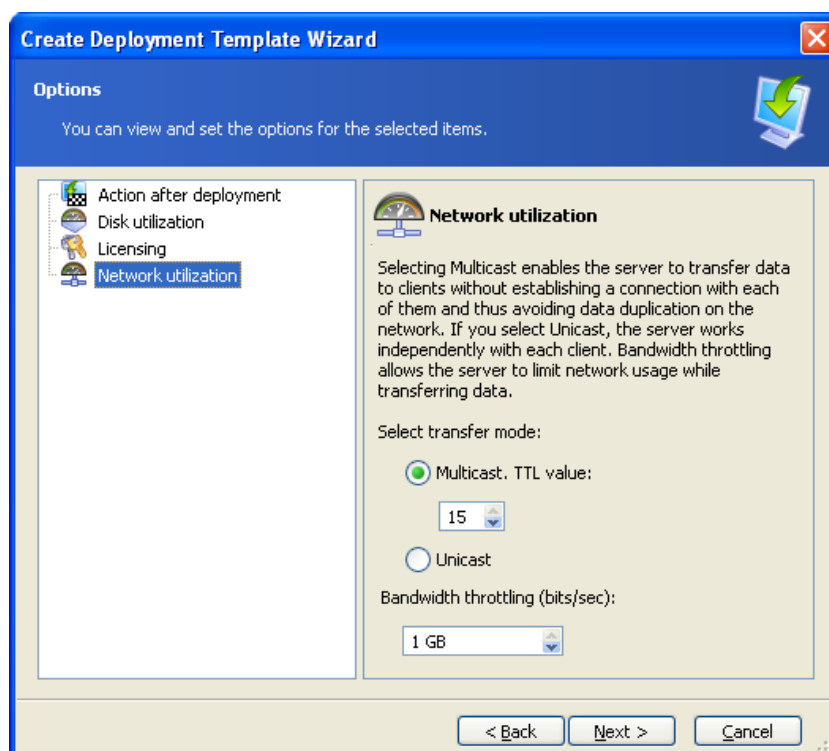 Create Deployment Template Wizard
Options
You can view and set the options for the selected items.
Action after deployment
Disk utilization
Licensing
Network utilization
Network utilization
Selecting Multicast enables the server to transfer data
to clients without establishing a connection with each
of them and thus avoiding data duplication on the
network. If you select Unicast, the server works
independently with each client. Bandwidth throttling
allows the server to limit network usage while
transferring data.
Select transfer mode:
Multicast. TTL value:
15
Unicast
Bandwidth throttling (bits/sec):
1 GB
< Back Next > Cancel